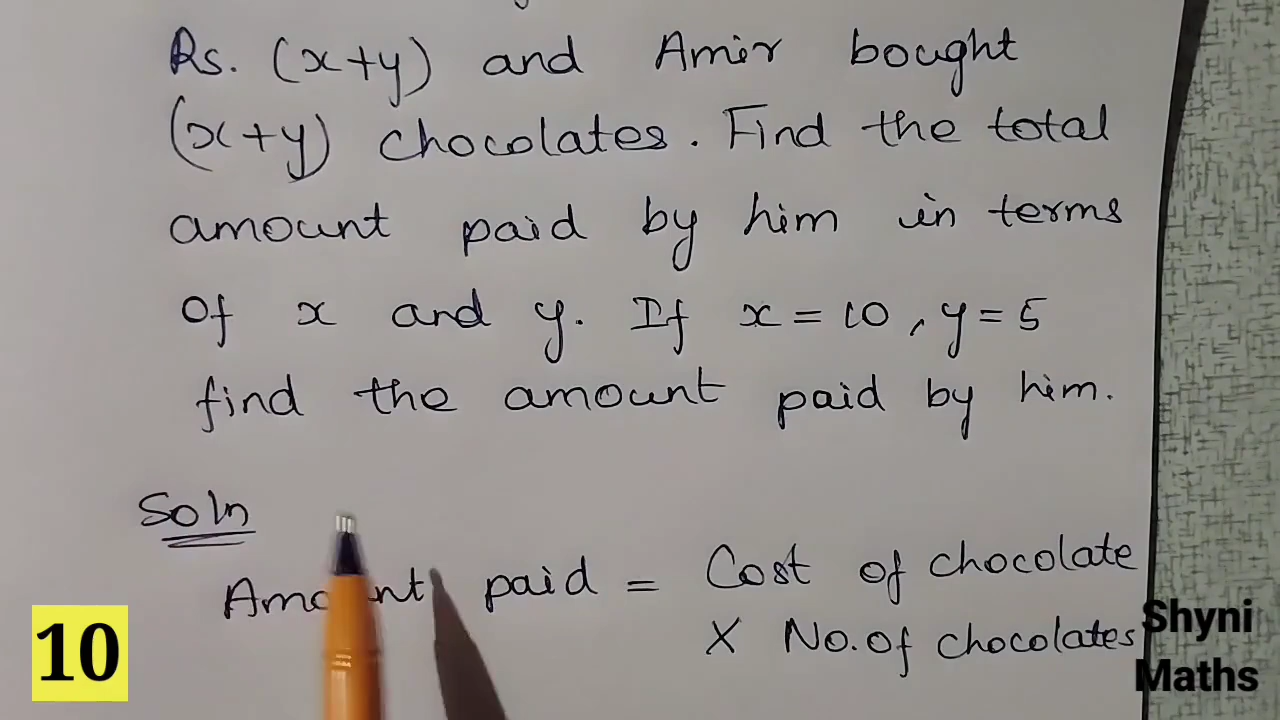 Rs. (x+y) and Amir bought
(x+y) chocolates. Find the total
amount paid by him in terms
of x and y. If x = 10, y = 5
find the amount paid by him.
Soln
Amount paid = Cost of chocolate
X No. of chocolates
10
Shyni
Maths